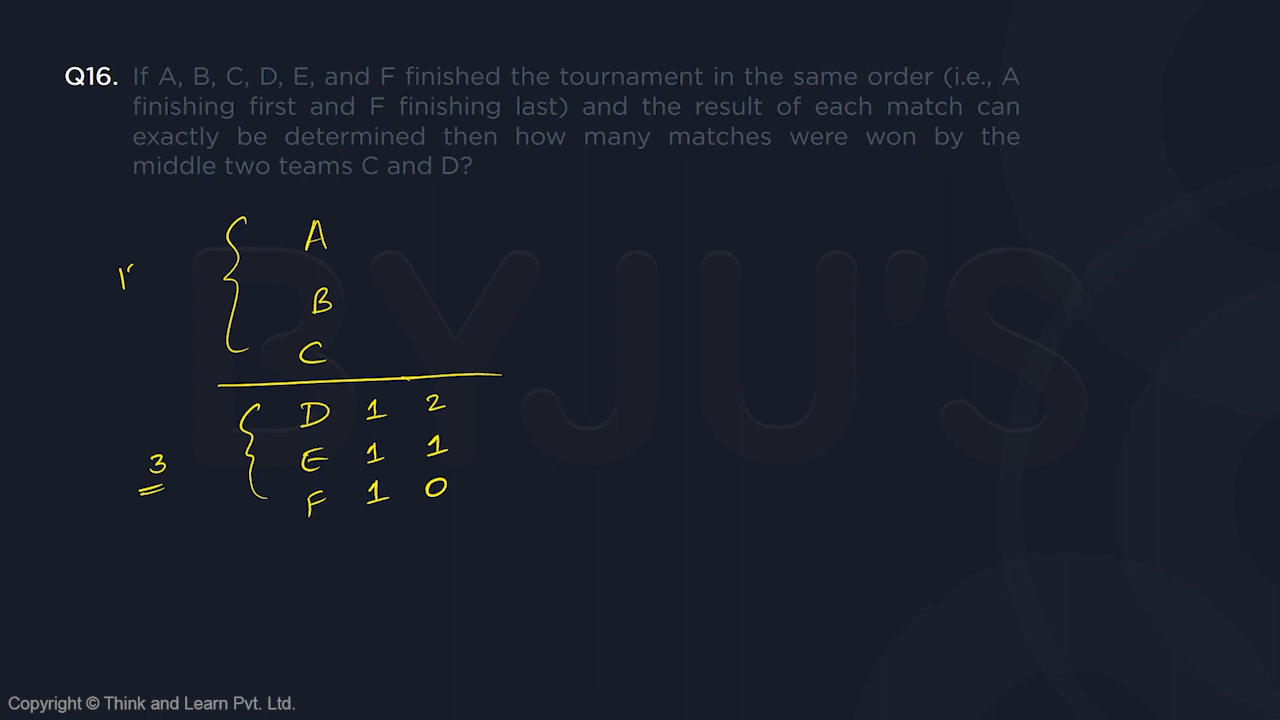 Q16. If A, B, C, D, E, and F finished the tournament in the same order (i.e., A
finishing first and F finishing last) and the result of each match can
exactly be determined then how many matches were won by the
middle two teams C and D?
A
B
C
D 1 2
E 1 1
3
F 1 0
BYJU'S
Copyright © Think and Learn Pvt. Ltd.